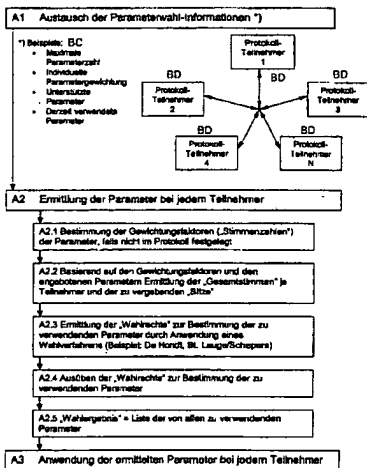 A1 Austausch der Parameterwahl-Informationen *)
*) Beispiele: BC
• Maximale
Parameterzahl
• Individuelle
Parametergewichtung
• Unterstützte
Parameter
• Derzeit verwendete
Parameter
Protokoll-
Teilnehmer
1
BD
BD
Protokoll-
Teilnehmer
2
BD
Protokoll-
Teilnehmer
3
BD
Protokoll-
Teilnehmer
4
BD
Protokoll-
Teilnehmer
N
A2 Ermittlung der Parameter bei jedem Teilnehmer
A2.1 Bestimmung der Gewichtungsfaktoren („Stimmenzahlen")
der Parameter, falls nicht im Protokoll festgelegt
A2.2 Basierend auf den Gewichtungsfaktoren und den
angebotenen Parametern Ermittlung der „Gesamtstimmen" je
Teilnehmer und der zu vergebenden „Sitze"
A2.3 Ermittlung der „Wahlrechte" zur Bestimmung der zu
verwendenden Parameter durch Anwendung eines
Wahlverfahrens (Beispiel: De Hondt, St. Lauge/Schepers)
A2.4 Ausüben der „Wahlrechte" zur Bestimmung der zu
verwendenden Parameter
A2.5 „Wahlergebnis" = Liste der von allen zu verwendenden
Parameter
A3 Anwendung der ermittelten Parameter bei jedem Teilnehmer